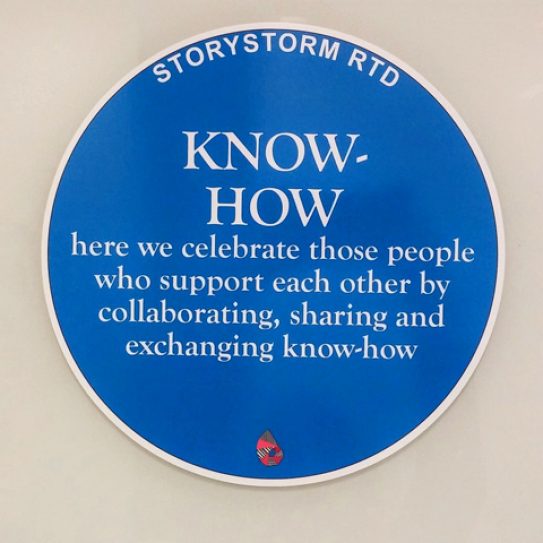 STORYSTORM RTD
KNOW-
HOW
here we celebrate those people
who support each other by
collaborating, sharing and
exchanging know-how